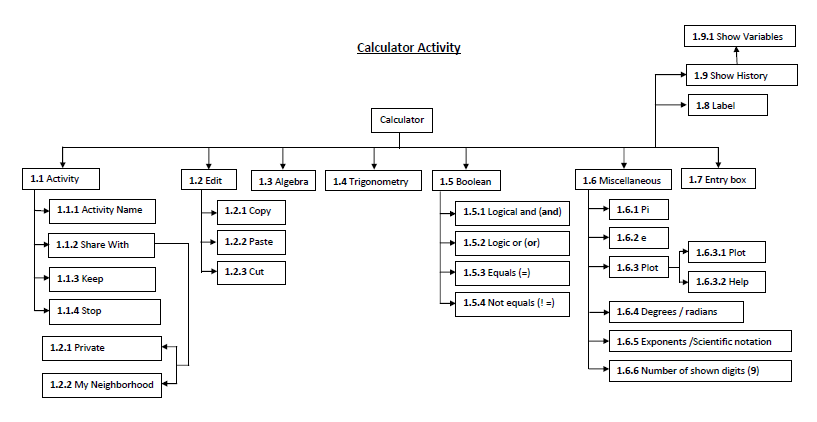 Calculator Activity
1.9.1 Show Variables
1.9 Show History
1.8 Label
Calculator
1.1 Activity
1.2 Edit
1.3 Algebra
1.4 Trigonometry
1.5 Boolean
1.6 Miscellaneous
1.7 Entry box
1.1.1 Activity Name
1.1.2 Share With
1.1.3 Keep
1.1.4 Stop
1.2.1 Private
1.2.2 My Neighborhood
1.2.1 Copy
1.2.2 Paste
1.2.3 Cut
1.5.1 Logical and (and)
1.5.2 Logic or (or)
1.5.3 Equals (=)
1.5.4 Not equals (! =)
1.6.1 Pi
1.6.2 e
1.6.3 Plot
1.6.3.1 Plot
1.6.3.2 Help
1.6.4 Degrees / radians
1.6.5 Exponents /Scientific notation
1.6.6 Number of shown digits (9)